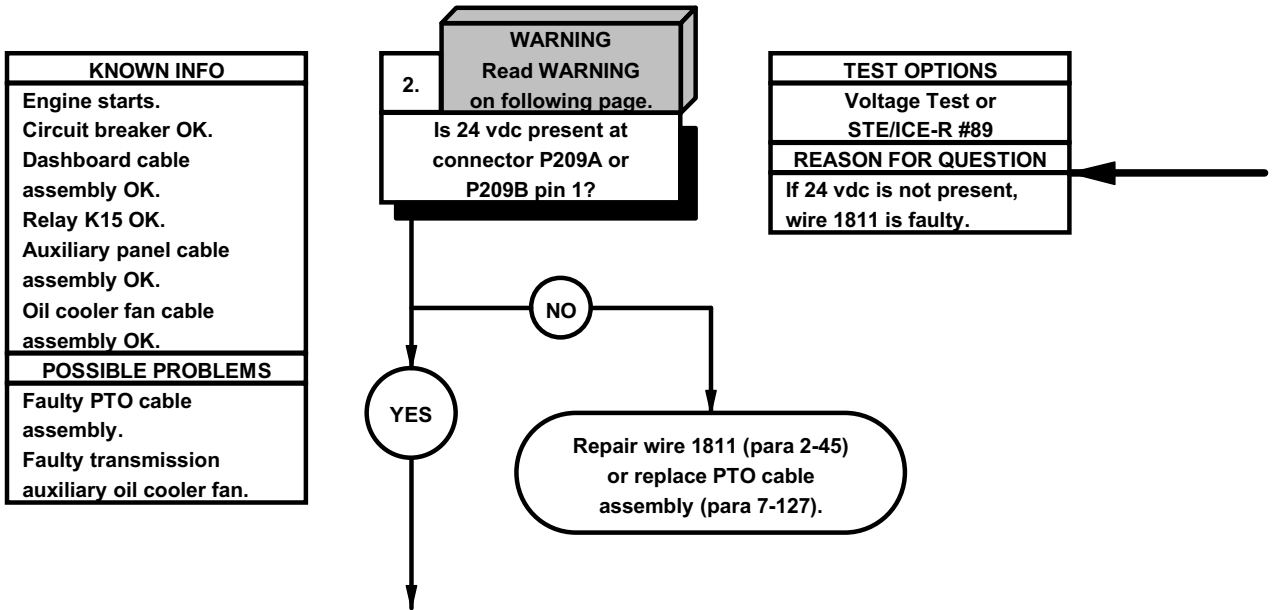 KNOWN INFO
Engine starts.
Circuit breaker OK.
Dashboard cable
assembly OK.
Relay K15 OK.
Auxiliary panel cable
assembly OK.
Oil cooler fan cable
assembly OK.
POSSIBLE PROBLEMS
Faulty PTO cable
assembly.
Faulty transmission
auxiliary oil cooler fan.
WARNING
Read WARNING
on following page.
2.
Is 24 vdc present at
connector P209A or
P209B pin 1?
NO
YES
Repair wire 1811 (para 2-45)
or replace PTO cable
assembly (para 7-127).
TEST OPTIONS
Voltage Test or
STE/ICE-R #89
REASON FOR QUESTION
If 24 vdc is not present,
wire 1811 is faulty.